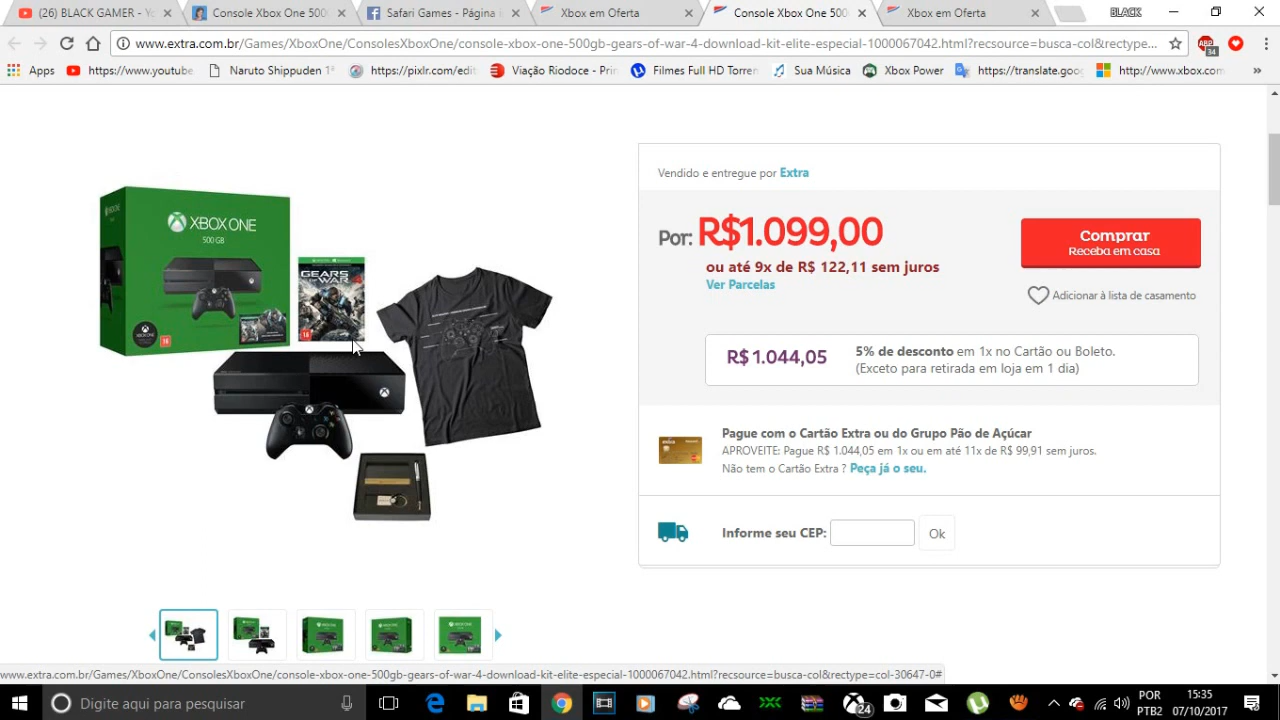 (26) BLACK GAMER - Yo
Console Xbox One 500
Safari Games - Página i
Xbox em Oferta
Console Xbox One 500
Xbox em Oferta
BLACK
www.extra.com.br/Games/XboxOne/ConsolesXboxOne/console-xbox-one-500gb-gears-of-war-4-download-kit-elite-especial-1000067042.html?recsource=busca-col&rectype...
ABP
34
Apps
https://www.youtube
Naruto Shippuden 1ª
https://pixlr.com/edit
Viação Riodoce - Prin
Filmes Full HD Torren
Sua Música
Xbox Power
https://translate.goog
http://www.xbox.com
»
Vendido e entregue por Extra
Por: R$1.099,00
Comprar
Receba em casa
ou até 9x de R$ 122,11 sem juros
Ver Parcelas
Adicionar à lista de casamento
R$ 1.044,05
5% de desconto em 1x no Cartão ou Boleto.
(Exceto para retirada em loja em 1 dia)
Pague com o Cartão Extra ou do Grupo Pão de Açúcar
APROVEITE: Pague R$ 1.044,05 em 1x ou em até 11x de R$ 99,91 sem juros.
Não tem o Cartão Extra ? Peça já o seu.
Informe seu CEP:
Ok
XBOX ONE
XBOX ONE
500 GB
GEARS
OF WAR
18
XBOX ONE
18
www.extra.com.br/Games/XboxOne/ConsolesXboxOne/console-xbox-one-500gb-gears-of-war-4-download-kit-elite-especial-1000067042.html?recsource=busca-col&rectype=col-30647-0#
Digite aqui para pesquisar
24
POR
PTB2
15:35
07/10/2017